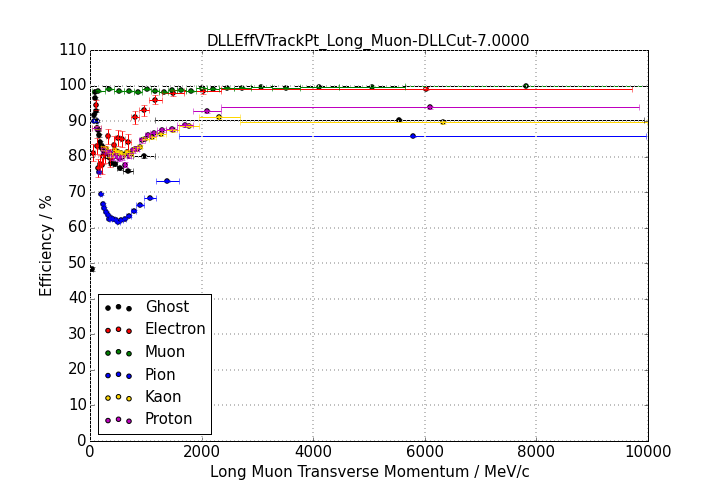 DLLEffVTrackPt_Long_Muon-DLLCut-7.0000
110
100
90
80
70
60
50
40
30
20
10
0
Efficiency / %
Ghost
Electron
Muon
Pion
Kaon
Proton
0 2000 4000 6000 8000 10000
Long Muon Transverse Momentum / MeV/c